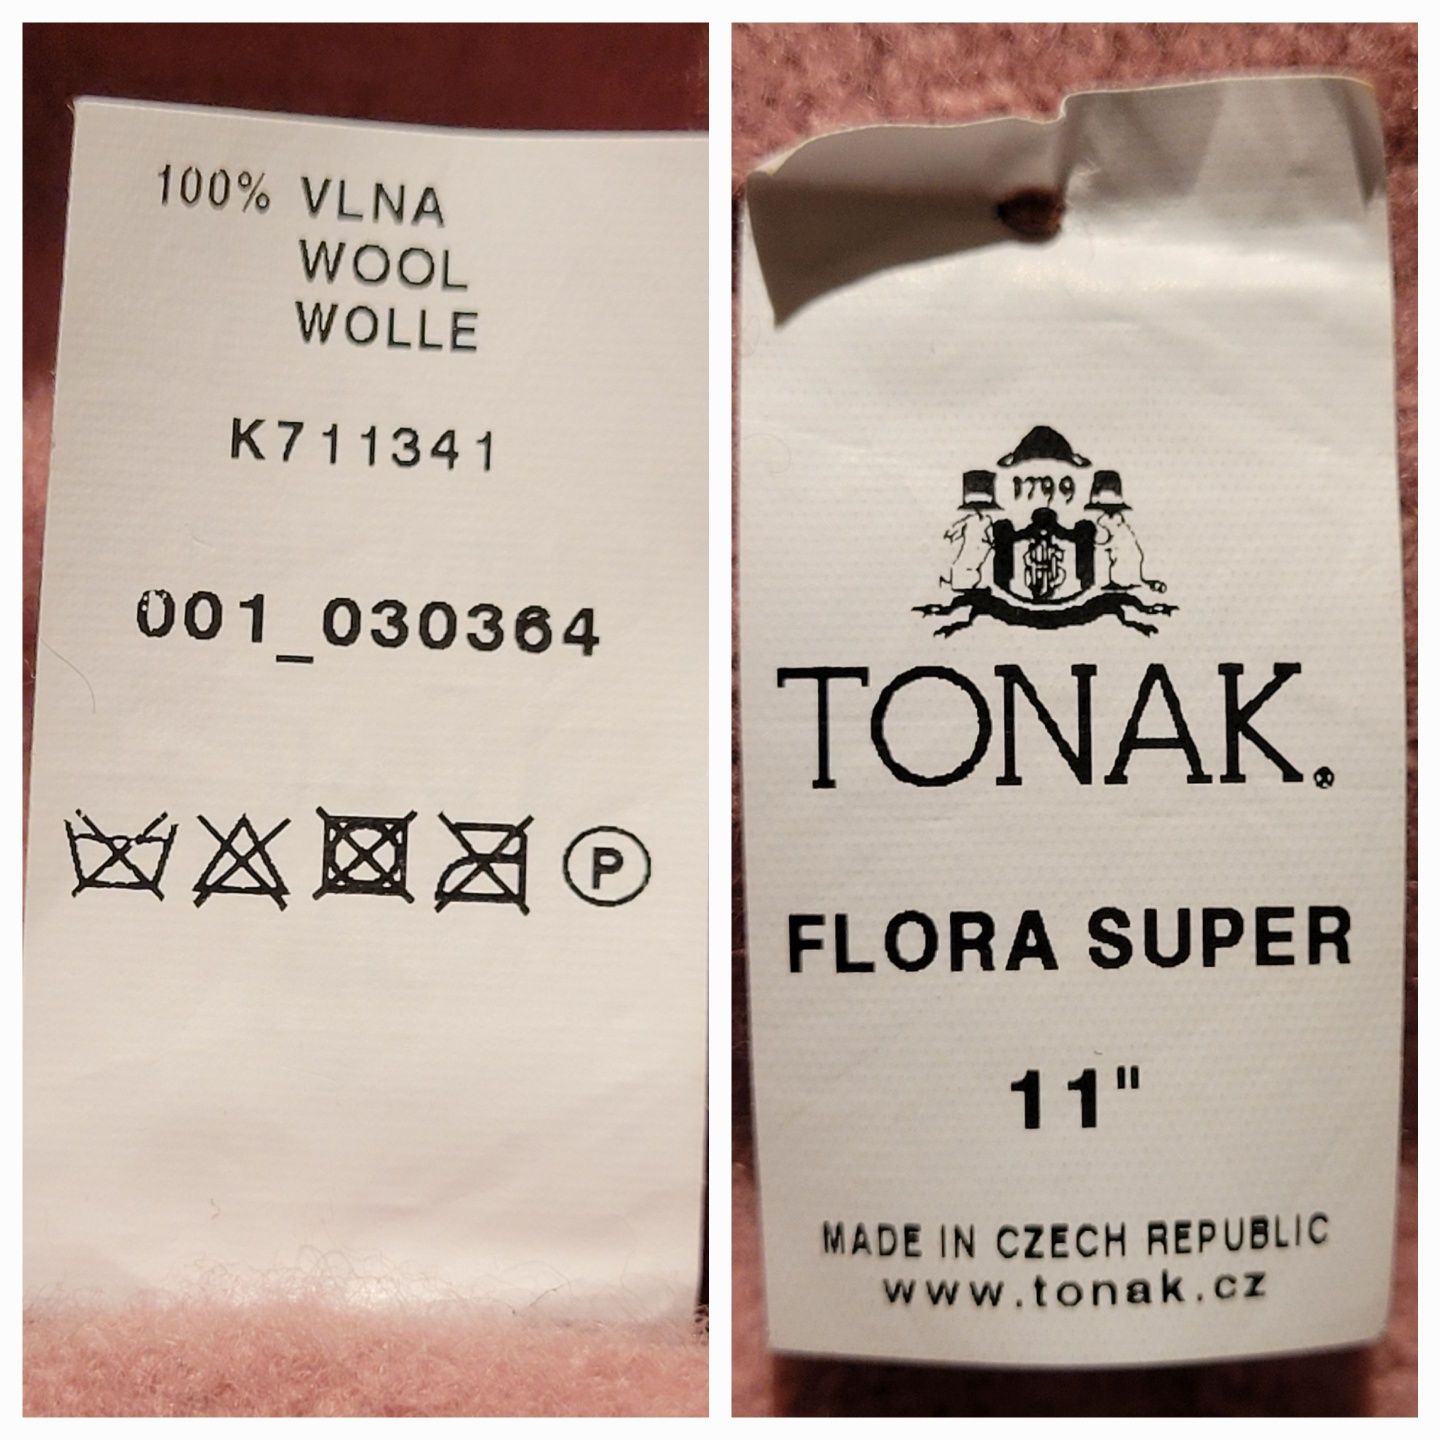 100% VLNA
WOOL
WOLLE
K711341
001_030364
P
1799
TONAK®
FLORA SUPER
11"
MADE IN CZECH REPUBLIC
www.tonak.cz